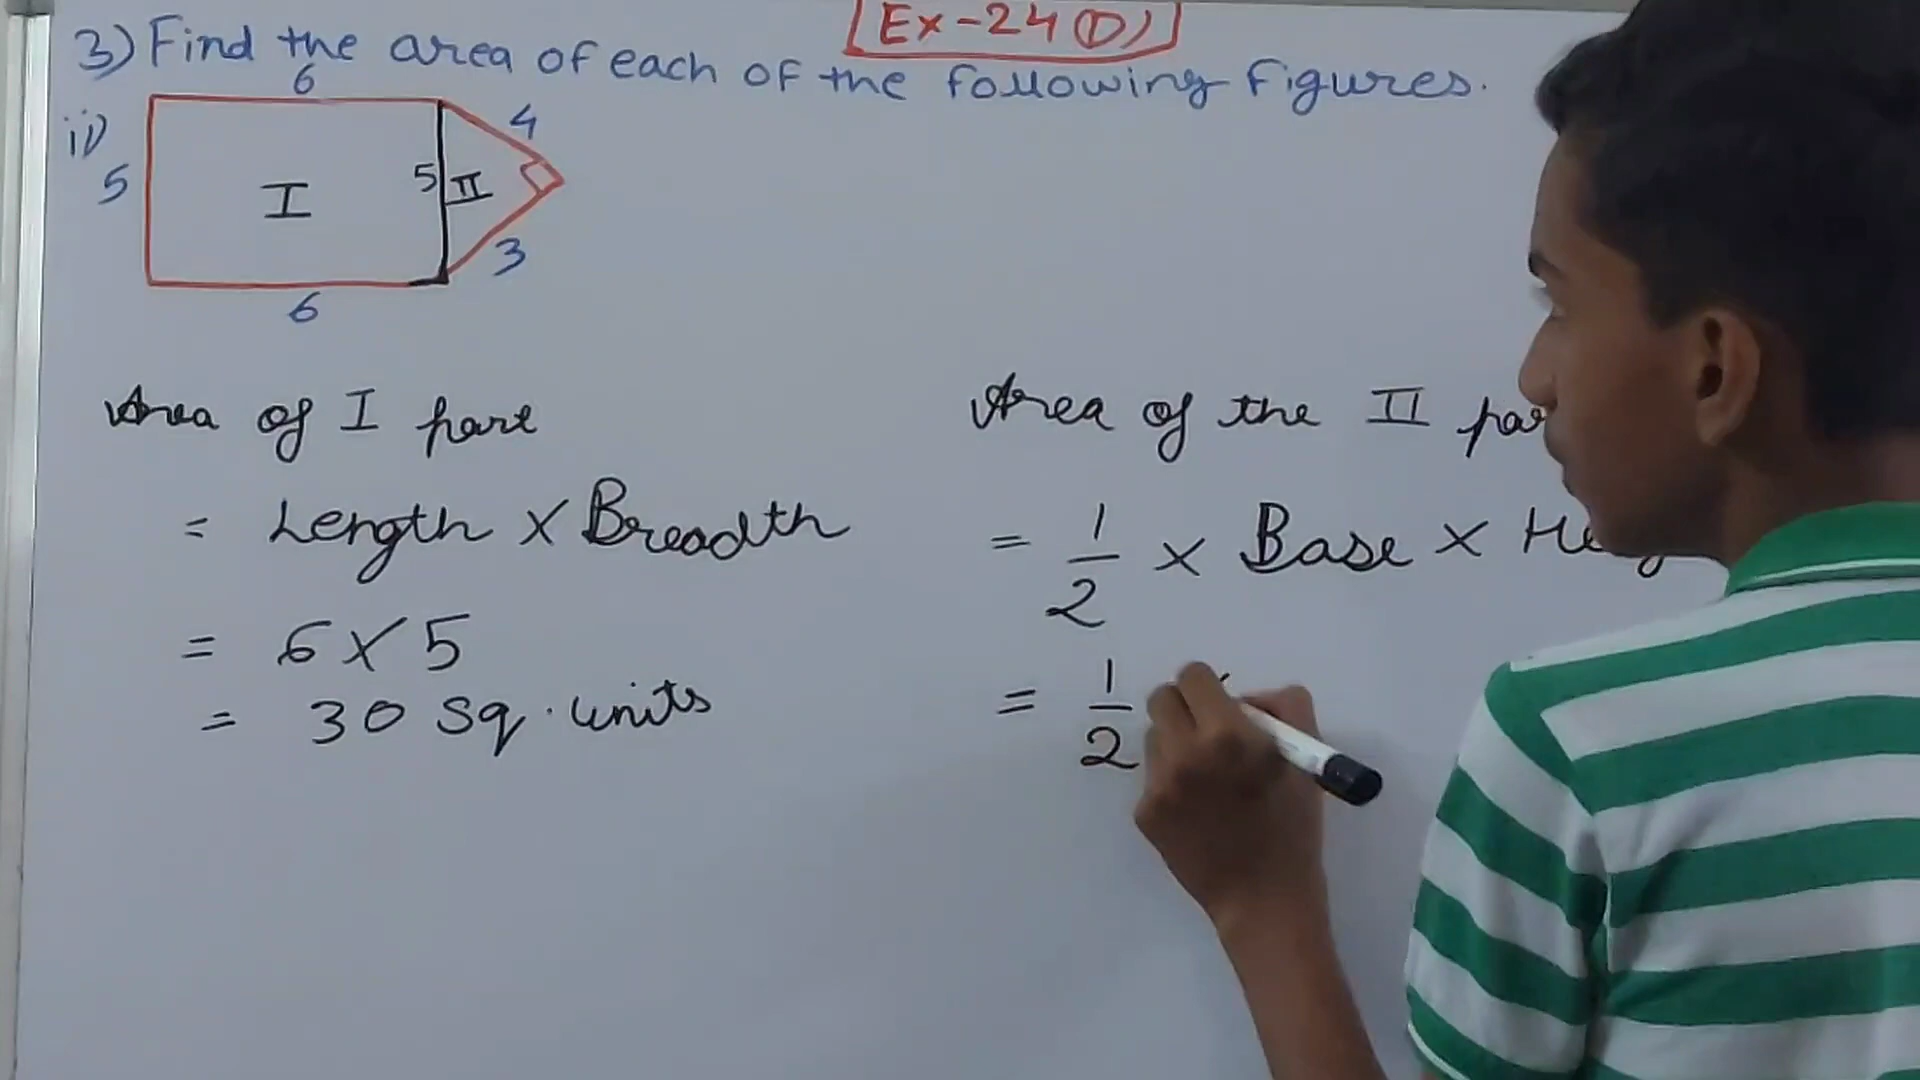 Ex-24 (D)
3) Find the area of each of the following figures.
ii)
6
4
5
I
5
II
3
6
Area of I part
= Length × Breadth
= 6 × 5
= 30 sq. units
Area of the II
= 1/2 × Base ×
= 1/2